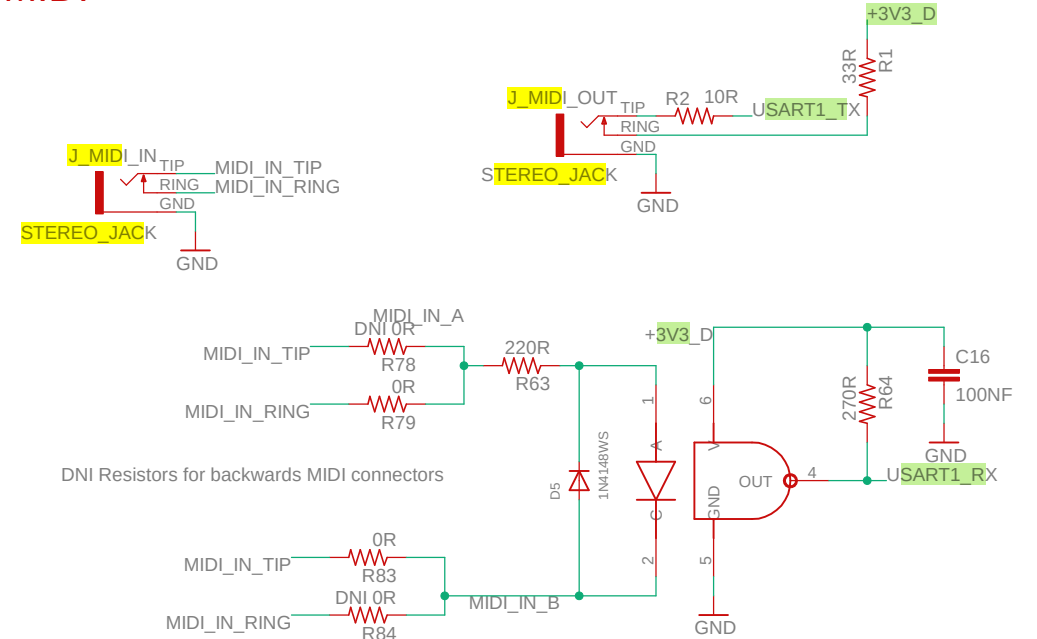 +3V3_D
33R
R1
J_MIDI_OUT
TIP
R2
10R
USART1_TX
RING
GND
STEREO_JACK
GND
J_MIDI_IN
TIP
MIDI_IN_TIP
RING
MIDI_IN_RING
GND
STEREO_JACK
GND
MIDI_IN_A
DNI 0R
MIDI_IN_TIP
R78
0R
MIDI_IN_RING
R79
220R
R63
+3V3_D
C16
100NF
270R
R64
GND
1
6
A
V
D5
1N4148WS
OUT
4
USART1_RX
DNI Resistors for backwards MIDI connectors
C
GND
2
5
0R
MIDI_IN_TIP
R83
DNI 0R
MIDI_IN_B
MIDI_IN_RING
R84
GND